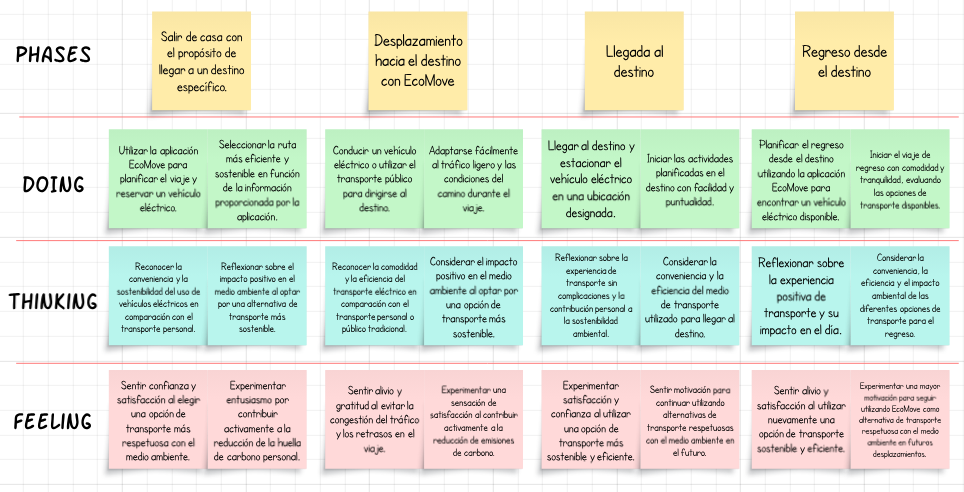 PHASES
Salir de casa con
el propósito de
llegar a un destino
específico.
Desplazamiento
hacia el destino
con EcoMove
Llegada al
destino
Regreso desde
el destino
DOING
Utilizar la aplicación
EcoMove para
planificar el viaje y
reservar un vehículo
eléctrico.
Seleccionar la ruta
más eficiente y
sostenible en función
de la información
proporcionada por la
aplicación.
Conducir un vehículo
eléctrico o utilizar el
transporte público
para dirigirse al
destino.
Adaptarse fácilmente
al tráfico ligero y las
condiciones del
camino durante el
viaje.
Llegar al destino y
estacionar el
vehículo eléctrico
en una ubicación
designada.
Iniciar las actividades
planificadas en el
destino con facilidad y
puntualidad.
Planificar el regreso
desde el destino
utilizando la aplicación
EcoMove para
encontrar un vehículo
eléctrico disponible.
Iniciar el viaje de
regreso con comodidad y
tranquilidad, evaluando
las opciones de
transporte disponibles.
THINKING
Reconocer la
conveniencia y la
sostenibilidad del uso de
vehículos eléctricos en
comparación con el
transporte personal.
Reflexionar sobre el
impacto positivo en el
medio ambiente al optar
por una alternativa de
transporte más
sostenible.
Reconocer la comodidad
y la eficiencia del
transporte eléctrico en
comparación con el
transporte personal o
público tradicional.
Considerar el impacto
positivo en el medio
ambiente al optar por
una opción de
transporte más
sostenible.
Reflexionar sobre la
experiencia de
transporte sin
complicaciones y la
contribución personal a
la sostenibilidad
ambiental.
Considerar la
conveniencia y la
eficiencia del medio
de transporte
utilizado para llegar al
destino.
Reflexionar sobre
la experiencia
positiva de
transporte y su
impacto en el día.
Considerar la
conveniencia, la
eficiencia y el impacto
ambiental de las
diferentes opciones de
transporte para el
regreso.
FEELING
Sentir confianza y
satisfacción al elegir
una opción de
transporte más
respetuosa con el
medio ambiente.
Experimentar
entusiasmo por
contribuir
activamente a la
reducción de la huella
de carbono personal.
Sentir alivio y
gratitud al evitar la
congestión del tráfico
y los retrasos en el
viaje.
Experimentar una
sensación de
satisfacción al contribuir
activamente a la
reducción de emisiones
de carbono.
Experimentar
satisfacción y
confianza al utilizar
una opción de
transporte más
sostenible y eficiente.
Sentir motivación para
continuar utilizando
alternativas de
transporte respetuosas
con el medio ambiente en
el futuro.
Sentir alivio y
satisfacción al utilizar
nuevamente una
opción de transporte
sostenible y eficiente.
Experimentar una mayor
motivación para seguir
utilizando EcoMove como
alternativa de transporte
respetuosa con el medio
ambiente en futuros
desplazamientos.